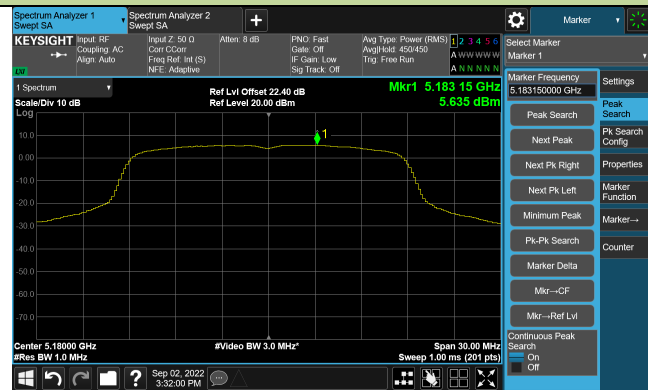 Spectrum Analyzer 1
Swept SA
Spectrum Analyzer 2
Swept SA
+
Marker
KEYSIGHT
Input: RF
Coupling: AC
Align: Auto
Input Z: 50 Ω
Corr CCorr
Freq Ref: Int (S)
NFE: Adaptive
Atten: 8 dB
PNO: Fast
Gate: Off
IF Gain: Low
Sig Track: Off
Avg Type: Power (RMS)
Avg|Hold: 450/450
Trig: Free Run
1 2 3 4 5 6
A W W W W W
A N N N N N
LXI
Select Marker
Marker 1
1 Spectrum
Scale/Div 10 dB
Log
Ref Lvl Offset 22.40 dB
Ref Level 20.00 dBm
Mkr1 5.183 15 GHz
5.635 dBm
1
10.0
0.00
-10.0
-20.0
-30.0
-40.0
-50.0
-60.0
-70.0
Center 5.18000 GHz
#Res BW 1.0 MHz
#Video BW 3.0 MHz*
Span 30.00 MHz
Sweep 1.00 ms (201 pts)
Marker Frequency
5.183150000 GHz
Peak Search
Next Peak
Next Pk Right
Next Pk Left
Minimum Peak
Pk-Pk Search
Marker Delta
Mkr→CF
Mkr→Ref Lvl
Continuous Peak
Search
On
Off
Settings
Peak
Search
Pk Search
Config
Properties
Marker
Function
Marker→
Counter
?
Sep 02, 2022
3:32:00 PM